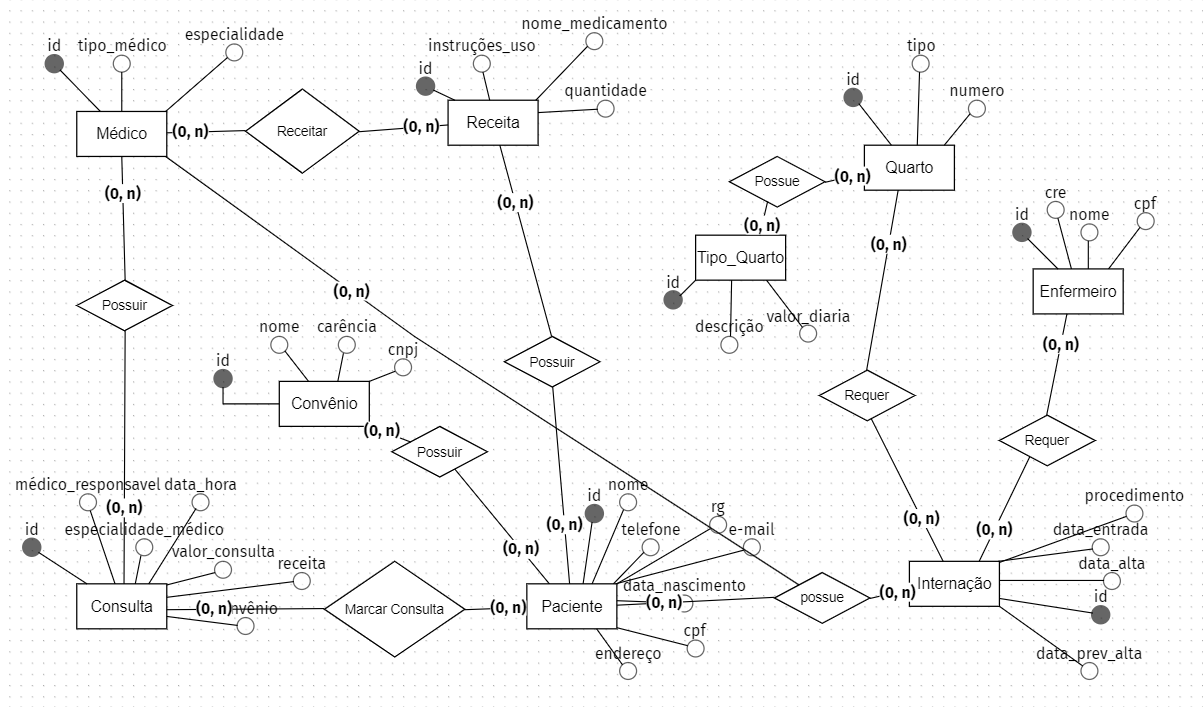 nome_medicamento
especialidade
id
tipo_médico
instruções_uso
tipo
id
id
quantidade
numero
Médico
(0, n)
Receitar
(0, n)
Receita
Possue
(0, n)
Quarto
(0, n)
(0, n)
cre
cpf
id
nome
(0, n)
(0, n)
Tipo_Quarto
id
Enfermeiro
(0, n)
Possuir
descrição
valor_diaria
nome
carência
cnpj
(0, n)
id
Possuir
Convênio
Requer
(0, n)
Possuir
Requer
médico_responsavel
data_hora
id
nome
procedimento
(0, n)
rg
id
especialidade_médico
(0, n)
telefone
e-mail
(0, n)
(0, n)
data_entrada
valor_consulta
(0, n)
receita
data_alta
Internação
data_nascimento
id
Consulta
(0, n)
nvênio
Marcar Consulta
(0, n)
Paciente
(0, n)
possue
(0, n)
cpf
endereço
data_prev_alta